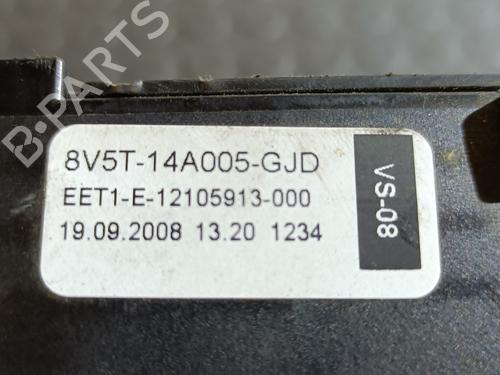 8V5T-14A005-GJD
EET1-E-12105913-000
19.09.2008 13.20 1234
VS-08
B-PARTS